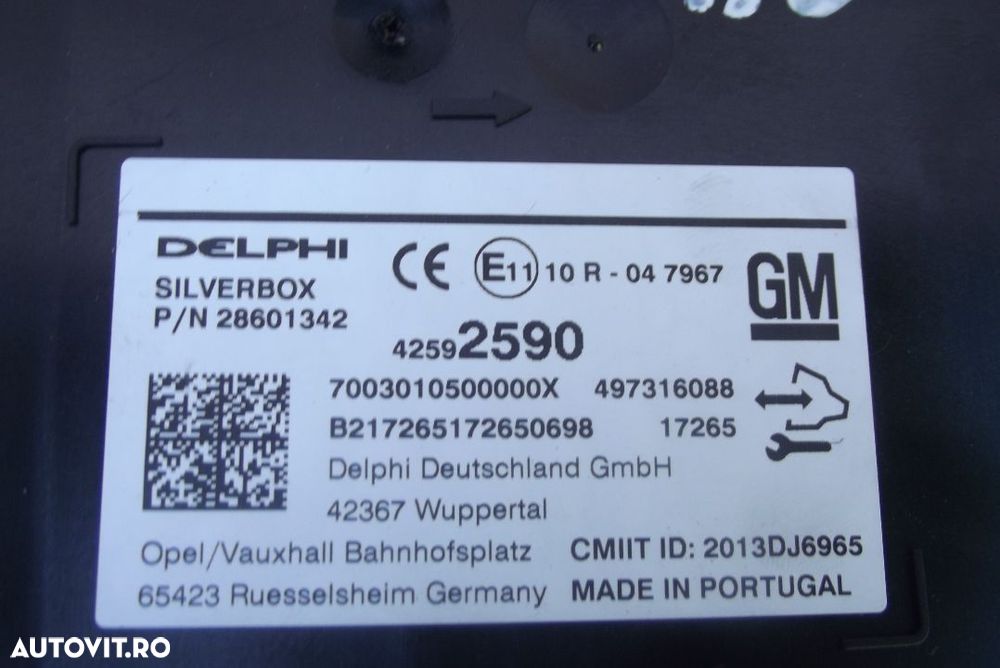 DELPHI
SILVERBOX
P/N 28601342
CE E11 10 R - 04 7967
GM
42592590
7003010500000X 497316088
B217265172650698 17265
Delphi Deutschland GmbH
42367 Wuppertal
Opel/Vauxhall Bahnhofsplatz
65423 Ruesselsheim Germany
CMIIT ID: 2013DJ6965
MADE IN PORTUGAL
AUTOVIT.RO